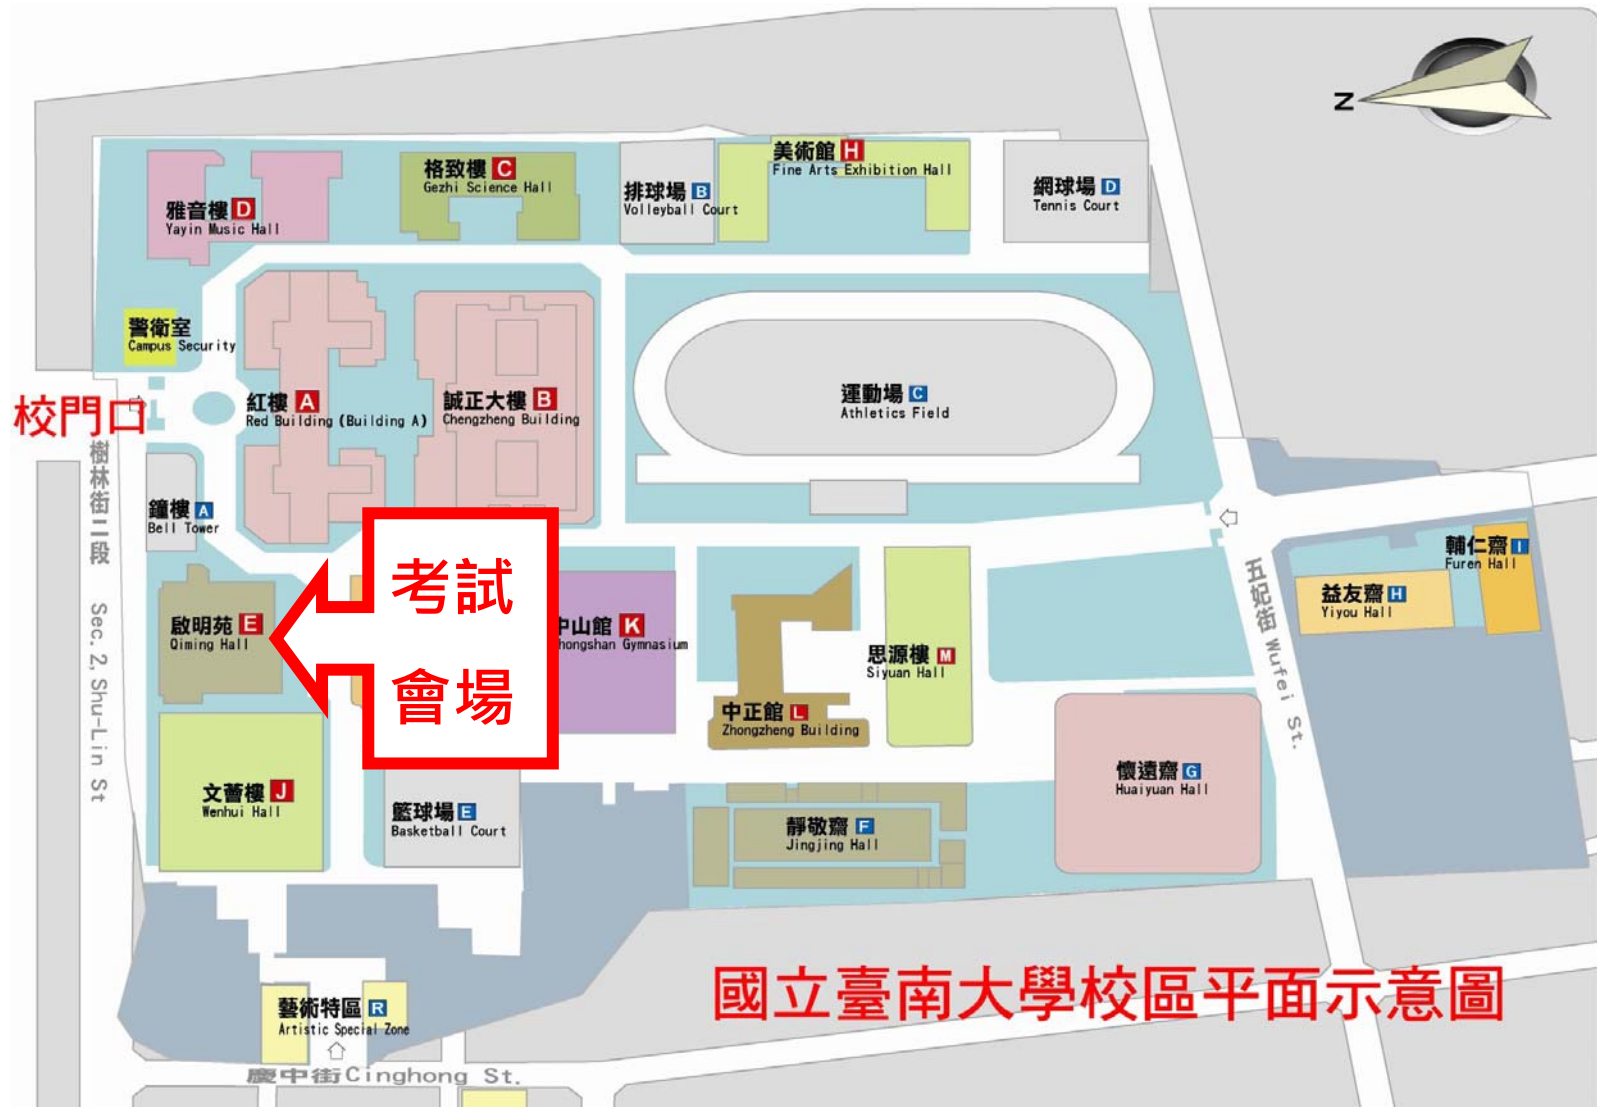 N
美術館 H
Fine Arts Exhibition Hall
格致樓 C
Gezhi Science Hall
排球場 B
Volleyball Court
網球場 D
Tennis Court
雅音樓 D
Yayin Music Hall
警衛室
Campus Security
校門口
紅樓 A
Red Building (Building A)
誠正大樓 B
Chengzheng Building
運動場 C
Athletics Field
樹林街二段 Sec. 2, Shu-Lin St
鐘樓 A
Bell Tower
考試
會場
啟明苑 E
Qiming Hall
中山館 K
hongshan Gymnasium
思源樓 M
Siyuan Hall
中正館 L
Zhongzheng Building
五妃街 Wufei St.
輔仁齋 I
Furen Hall
益友齋 H
Yiyou Hall
懷遠齋 G
Huaiyuan Hall
文薈樓 J
Wenhui Hall
籃球場 E
Basketball Court
靜敬齋 F
Jingjing Hall
國立臺南大學校區平面示意圖
藝術特區 R
Artistic Special Zone
慶中街 Cinghong St.